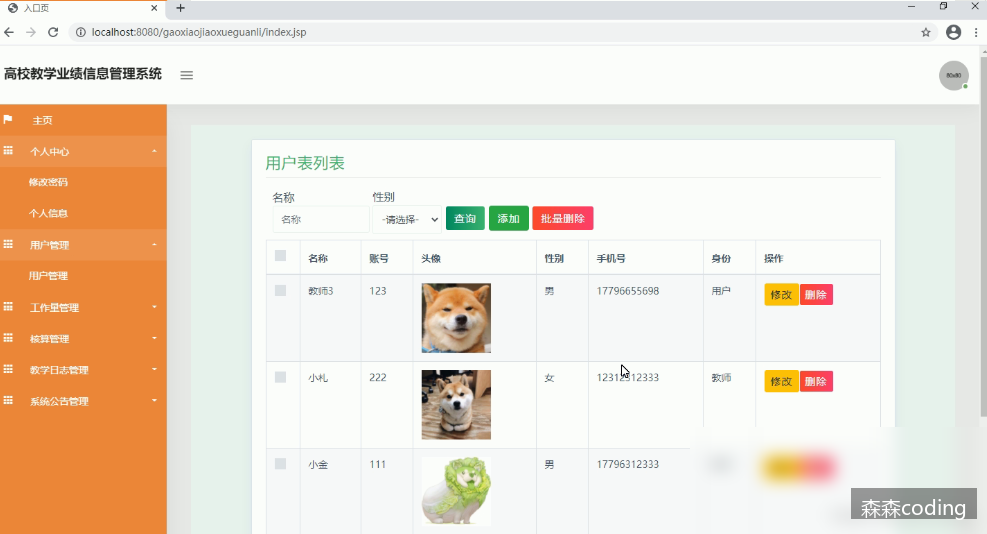 入口页
localhost:8080/gaoxiaojiaoxueguanli/index.jsp
高校教学业绩信息管理系统
60x60
主页
个人中心
修改密码
个人信息
用户管理
用户管理
工作量管理
核算管理
教学日志管理
系统公告管理
用户表列表
名称 性别
名称 -请选择- 查询 添加 批量删除
名称 账号 头像 性别 手机号 身份 操作
教师3 123 男 17796655698 用户 修改 删除
小札 222 女 12312312333 教师 修改 删除
小金 111 男 17796312333
森森coding